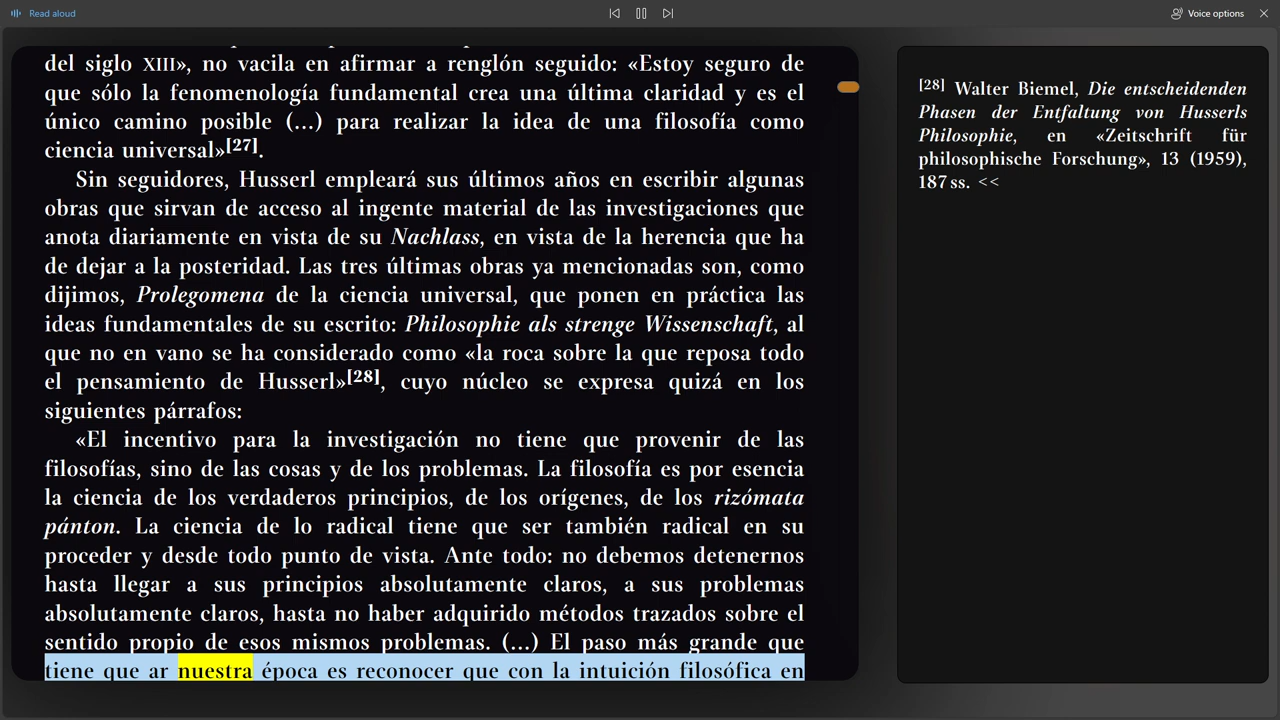 Read aloud
Voice options
del siglo XIII», no vacila en afirmar a renglón seguido: «Estoy seguro de
que sólo la fenomenología fundamental crea una última claridad y es el
único camino posible (...) para realizar la idea de una filosofía como
ciencia universal»[27].
Sin seguidores, Husserl empleará sus últimos años en escribir algunas
obras que sirvan de acceso al ingente material de las investigaciones que
anota diariamente en vista de su Nachlass, en vista de la herencia que ha
de dejar a la posteridad. Las tres últimas obras ya mencionadas son, como
dijimos, Prolegomena de la ciencia universal, que ponen en práctica las
ideas fundamentales de su escrito: Philosophie als strenge Wissenschaft, al
que no en vano se ha considerado como «la roca sobre la que reposa todo
el pensamiento de Husserl»[28], cuyo núcleo se expresa quizá en los
siguientes párrafos:
«El incentivo para la investigación no tiene que provenir de las
filosofías, sino de las cosas y de los problemas. La filosofía es por esencia
la ciencia de los verdaderos principios, de los orígenes, de los rizómata
pánton. La ciencia de lo radical tiene que ser también radical en su
proceder y desde todo punto de vista. Ante todo: no debemos detenernos
hasta llegar a sus principios absolutamente claros, a sus problemas
absolutamente claros, hasta no haber adquirido métodos trazados sobre el
sentido propio de esos mismos problemas. (...) El paso más grande que
tiene que ar nuestra época es reconocer que con la intuición filosófica en
[28] Walter Biemel, Die entscheidenden
Phasen der Entfaltung von Husserls
Philosophie, en «Zeitschrift für
philosophische Forschung», 13 (1959),
187 ss. <<